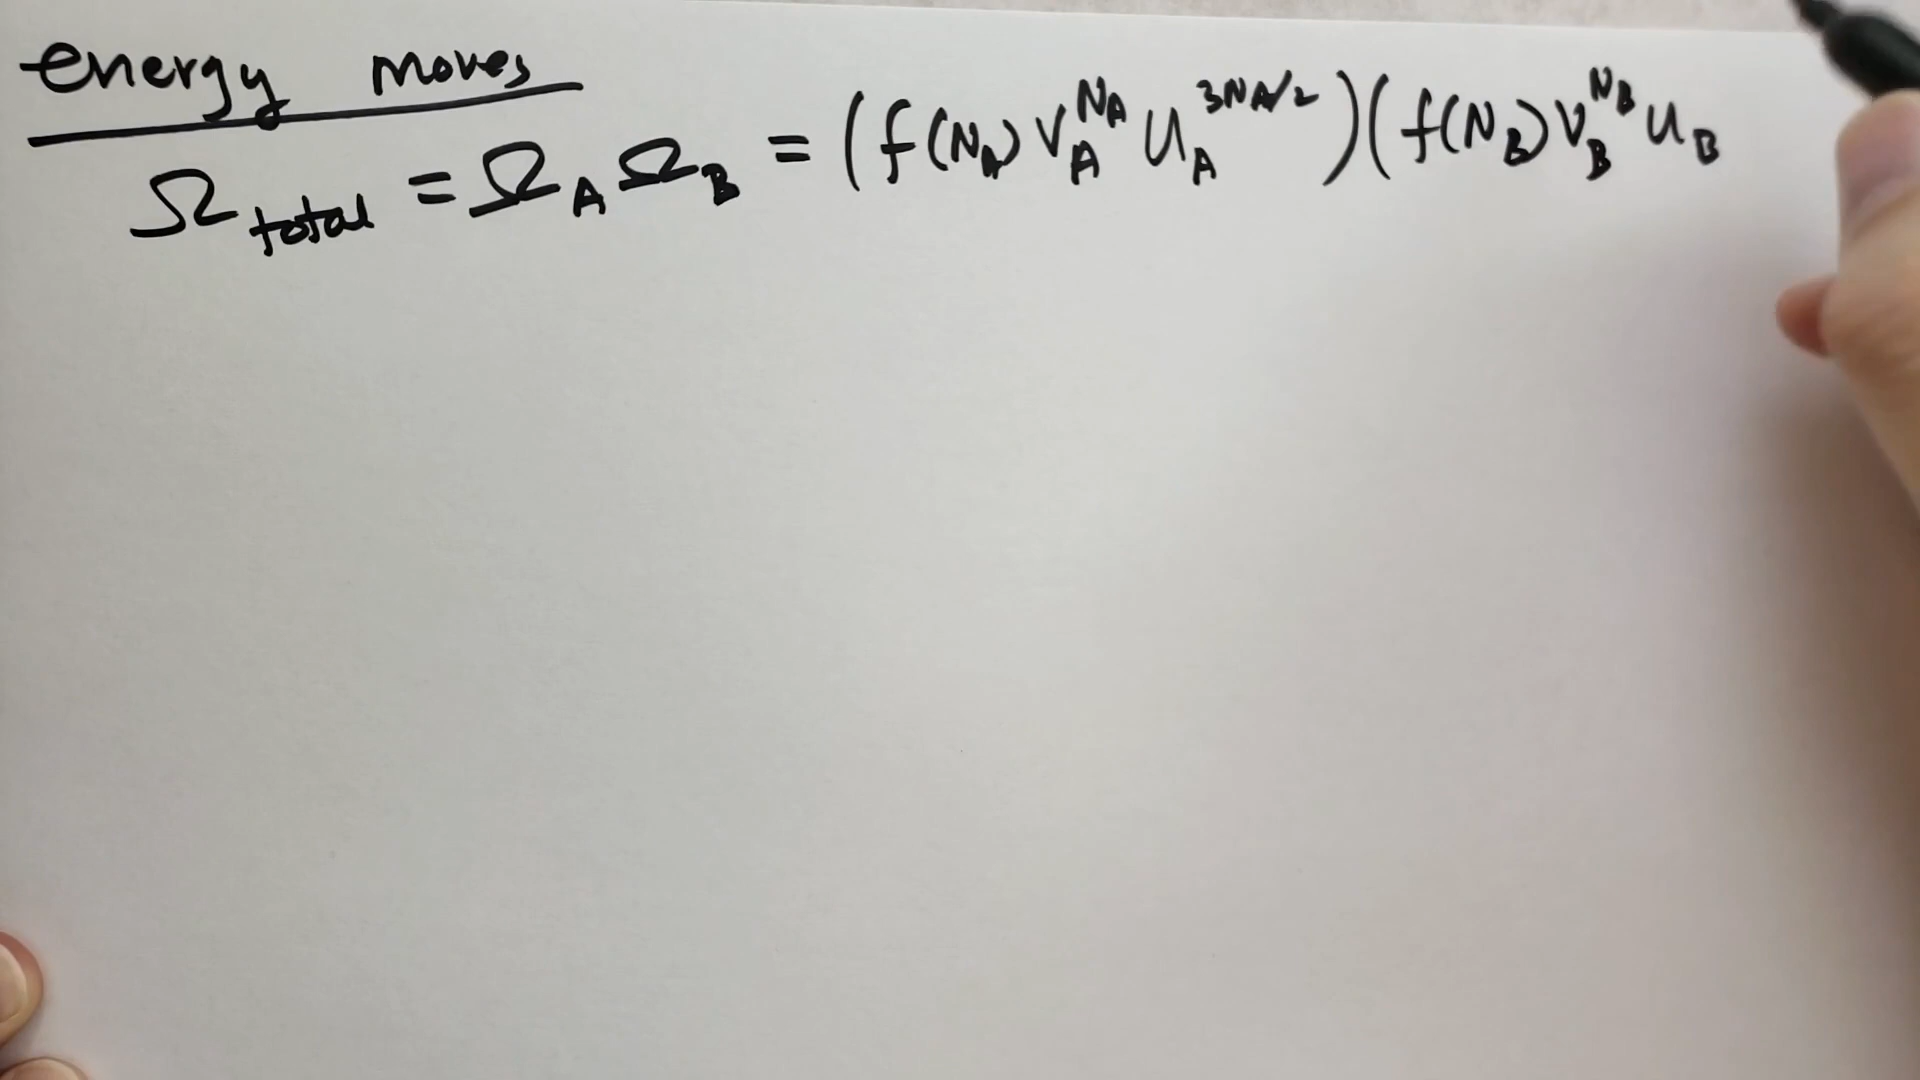 energy moves
Ω_total = Ω_A Ω_B = (f(N_A) V_A^{N_A} U_A^{3N_A/2})(f(N_B) V_B^{N_B} U_B